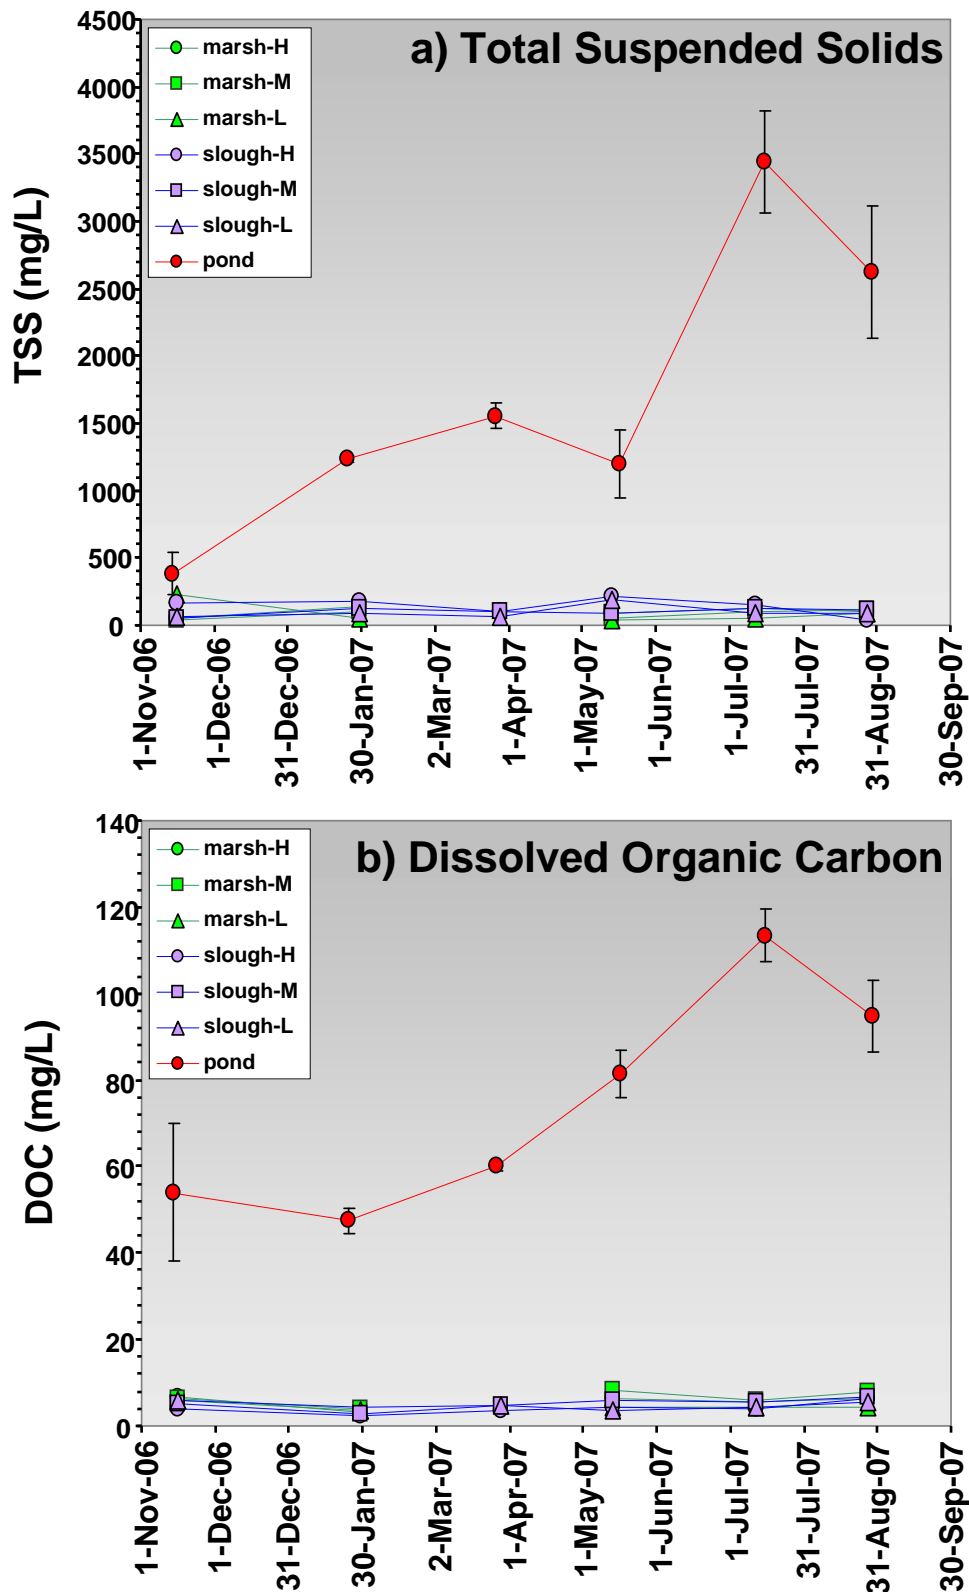 a) Total Suspended Solids
TSS (mg/L)
4500
4000
3500
3000
2500
2000
1500
1000
500
0
marsh-H
marsh-M
marsh-L
slough-H
slough-M
slough-L
pond
1-Nov-06
1-Dec-06
31-Dec-06
30-Jan-07
2-Mar-07
1-Apr-07
1-May-07
1-Jun-07
1-Jul-07
31-Jul-07
31-Aug-07
30-Sep-07
b) Dissolved Organic Carbon
DOC (mg/L)
140
120
100
80
60
40
20
0
marsh-H
marsh-M
marsh-L
slough-H
slough-M
slough-L
pond
1-Nov-06
1-Dec-06
31-Dec-06
30-Jan-07
2-Mar-07
1-Apr-07
1-May-07
1-Jun-07
1-Jul-07
31-Jul-07
31-Aug-07
30-Sep-07